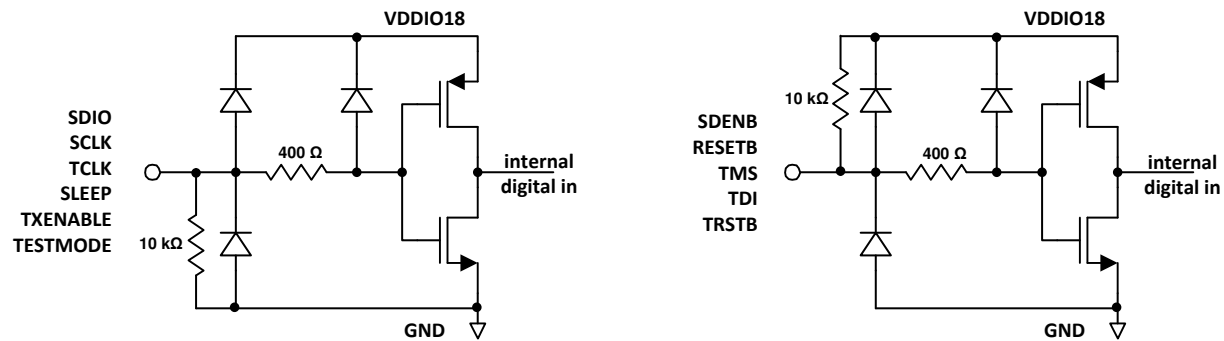 VDDIO18
SDIO
SCLK
TCLK
SLEEP
TXENABLE
TESTMODE
10 kΩ
400 Ω
internal
digital in
GND
VDDIO18
10 kΩ
SDENB
RESETB
TMS
TDI
TRSTB
400 Ω
internal
digital in
GND